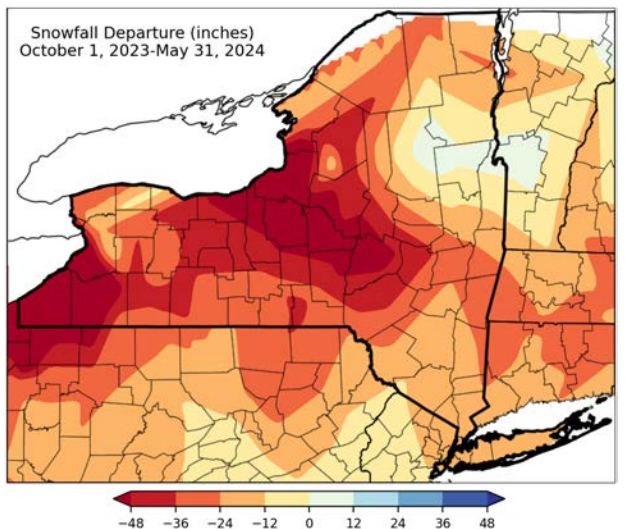 Snowfall Departure (inches)
October 1, 2023-May 31, 2024
−48 −36 −24 −12 0 12 24 36 48